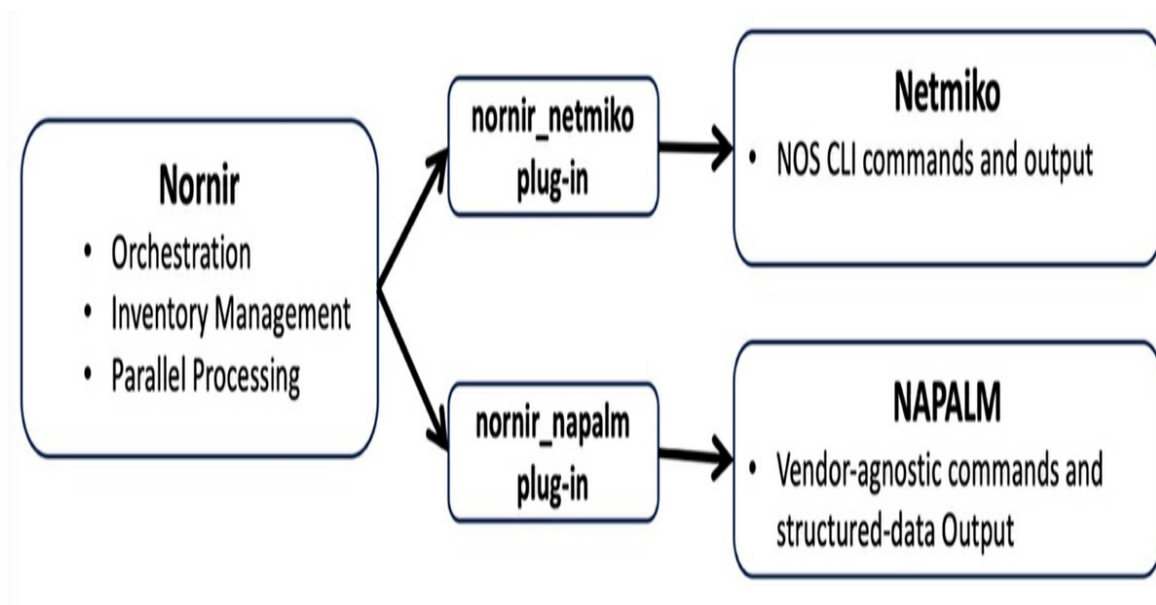 Nornir
• Orchestration
• Inventory Management
• Parallel Processing
nornir_netmiko
plug-in
Netmiko
• NOS CLI commands and output
nornir_napalm
plug-in
NAPALM
• Vendor-agnostic commands and
structured-data Output